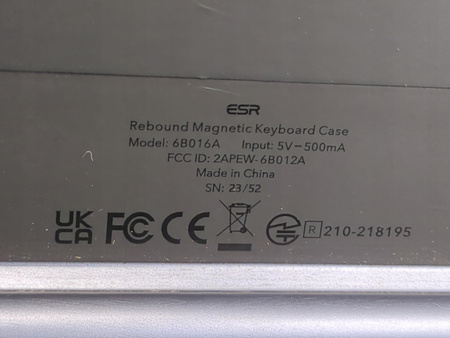 ESR
Rebound Magnetic Keyboard Case
Model: 6B016A Input: 5V⎓500mA
FCC ID: 2APEW-6B012A
Made in China
SN: 23/52
UK CA FC CE R 210-218195